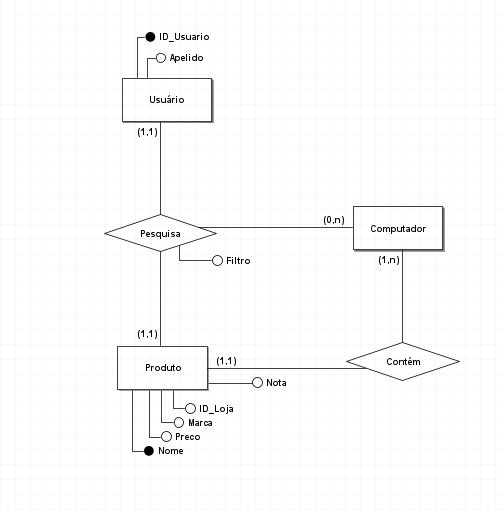 ID_Usuario
Apelido
Usuário
(1,1)
(0,n)
Computador
Pesquisa
(1,n)
Filtro
(1,1)
Produto
(1,1)
Contém
Nota
ID_Loja
Marca
Preco
Nome